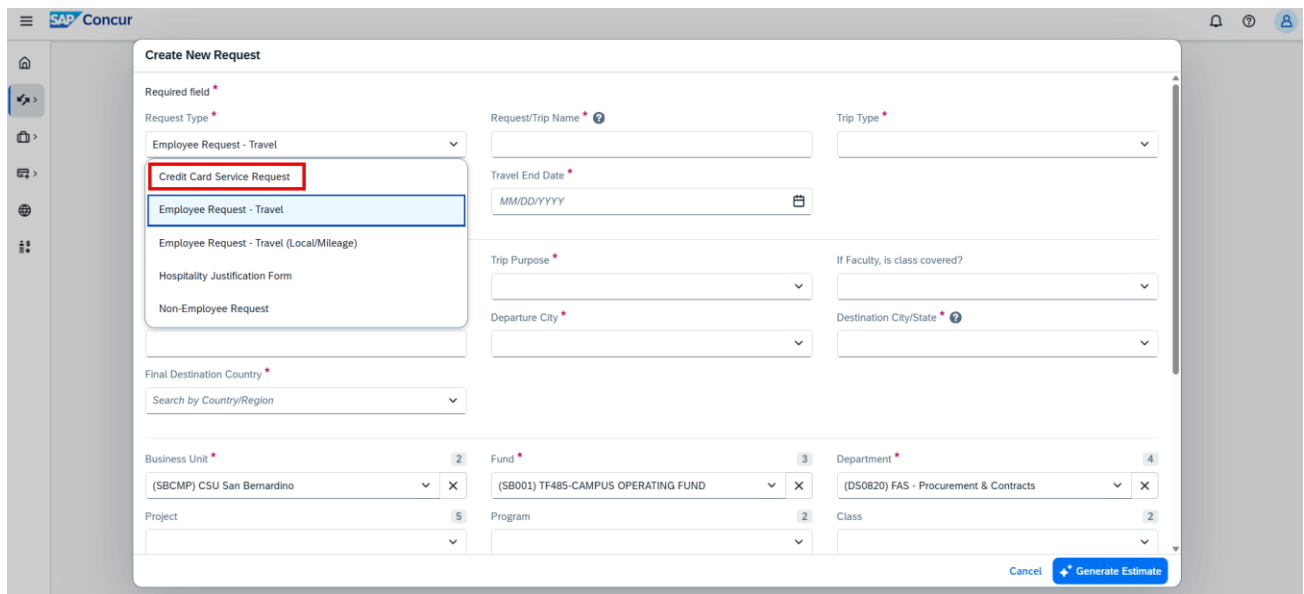 SAP Concur
Create New Request
Required field *
Request Type *
Request/Trip Name *
Trip Type *
Employee Request - Travel
Credit Card Service Request
Employee Request - Travel
Employee Request - Travel (Local/Mileage)
Hospitality Justification Form
Non-Employee Request
Travel End Date *
MM/DD/YYYY
Trip Purpose *
If Faculty, is class covered?
Departure City *
Destination City/State *
Final Destination Country *
Search by Country/Region
Business Unit * 2
Fund * 3
Department * 4
(SBCMP) CSU San Bernardino
(SB001) TF485-CAMPUS OPERATING FUND
(DS0820) FAS - Procurement & Contracts
Project 5
Program 2
Class 2
Cancel
Generate Estimate